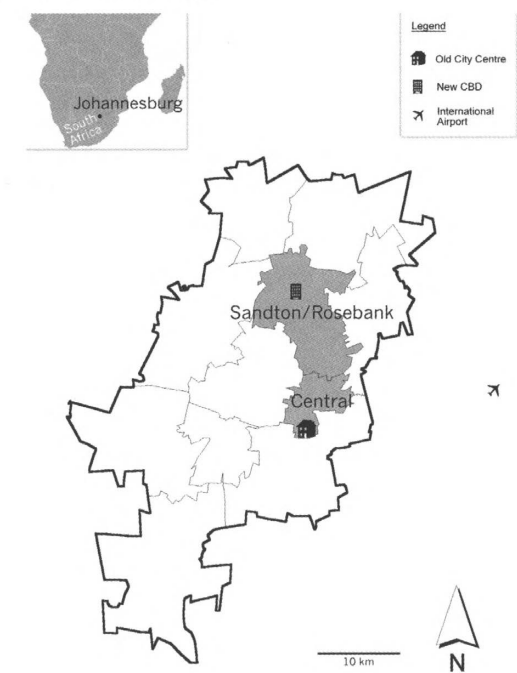 Johannesburg
South
Africa
Legend
Old City Centre
New CBD
International
Airport
Sandton/Rosebank
Central
10 km
N